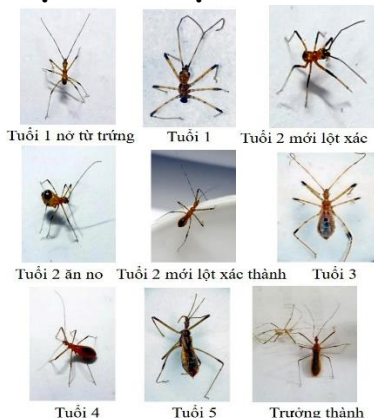 Tuổi 1 nở từ trứng
Tuổi 1
Tuổi 2 mới lột xác
Tuổi 2 ăn no
Tuổi 2 mới lột xác thành
Tuổi 3
Tuổi 4
Tuổi 5
Trưởng thành